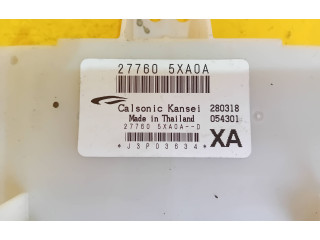 27760 5XA0A
Calsonic Kansei 280318
Made in Thailand 054301
27760 5XA0A--D
XA
*J3P03634*